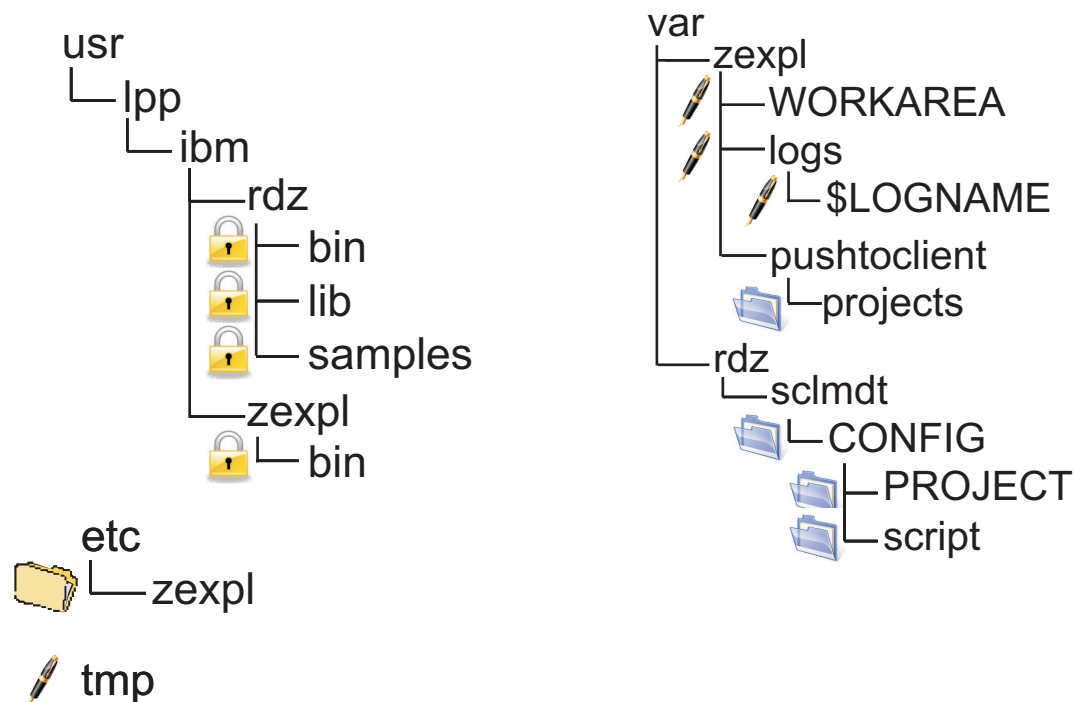 usr
lpp
ibm
rdz
bin
lib
samples
zexpl
bin
etc
zexpl
tmp
var
zexpl
WORKAREA
logs
$LOGNAME
pushtoclient
projects
rdz
sclmdt
CONFIG
PROJECT
script